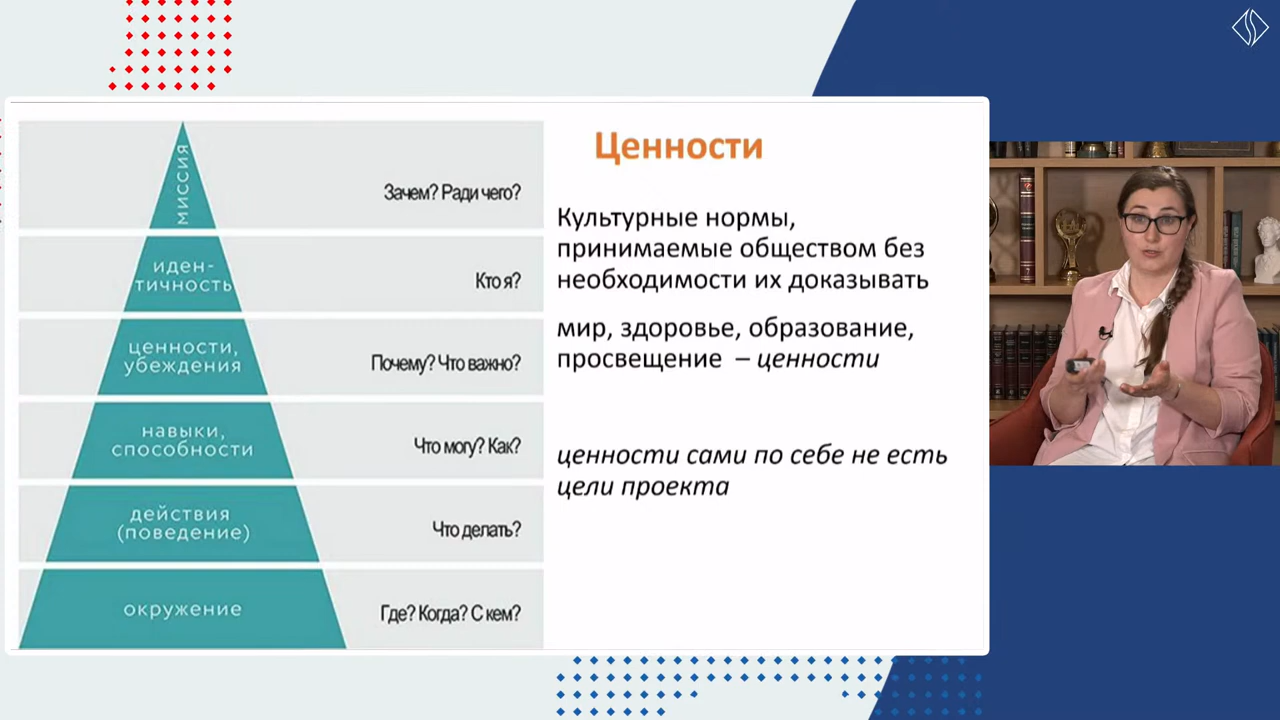 миссия
Зачем? Ради чего?
иден-
тичность
Кто я?
ценности,
убеждения
Почему? Что важно?
навыки,
способности
Что могу? Как?
действия
(поведение)
Что делать?
окружение
Где? Когда? С кем?
Ценности
Культурные нормы,
принимаемые обществом без
необходимости их доказывать
мир, здоровье, образование,
просвещение – ценности
ценности сами по себе не есть
цели проекта